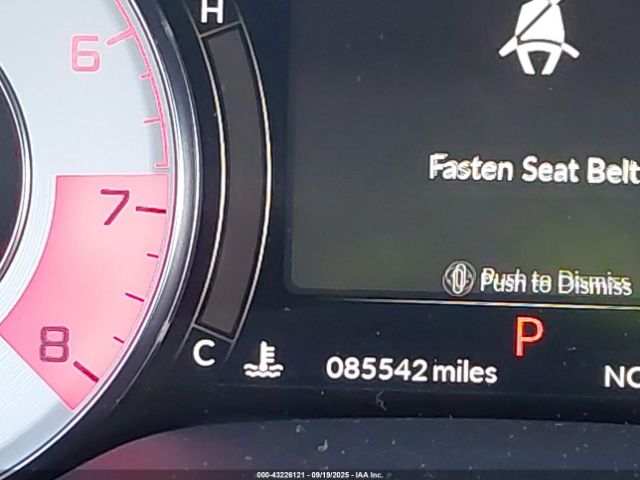 H
6
7
8
C
Fasten Seat Belt
Push to Dismiss
P
085542 miles
NO
000-43226121 - 09/19/2025 - IAA Inc.